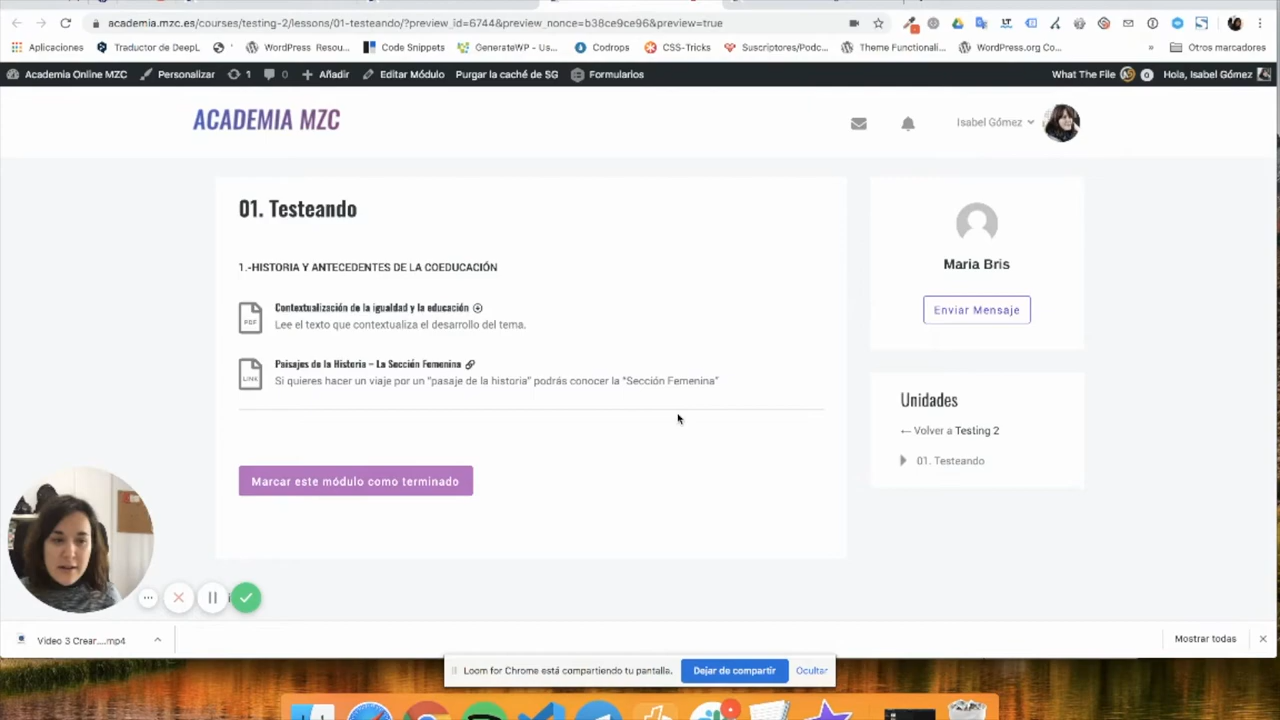 academia.mzc.es/courses/testing-2/lessons/01-testeando/?preview_id=6744&preview_nonce=b38ce9ce96&preview=true
Aplicaciones
Traductor de DeepL
WordPress Resou...
Code Snippets
GenerateWP - Us...
Codrops
CSS-Tricks
Suscriptores/Podc...
Theme Functionali...
WordPress.org Co...
»
Otros marcadores
Academia Online MZC
Personalizar
1
0
Añadir
Editar Módulo
Purgar la caché de SG
Formularios
What The File
0
Hola, Isabel Gómez
ACADEMIA MZC
Isabel Gómez
01. Testeando
1.-HISTORIA Y ANTECEDENTES DE LA COEDUCACIÓN
PDF
Contextualización de la igualdad y la educación
Lee el texto que contextualiza el desarrollo del tema.
LINK
Paisajes de la Historia – La Sección Femenina
Si quieres hacer un viaje por un "pasaje de la historia" podrás conocer la "Sección Femenina"
Marcar este módulo como terminado
Maria Bris
Enviar Mensaje
Unidades
← Volver a Testing 2
01. Testeando
Video 3 Crear....mp4
Mostrar todas
Loom for Chrome está compartiendo tu pantalla.
Dejar de compartir
Ocultar